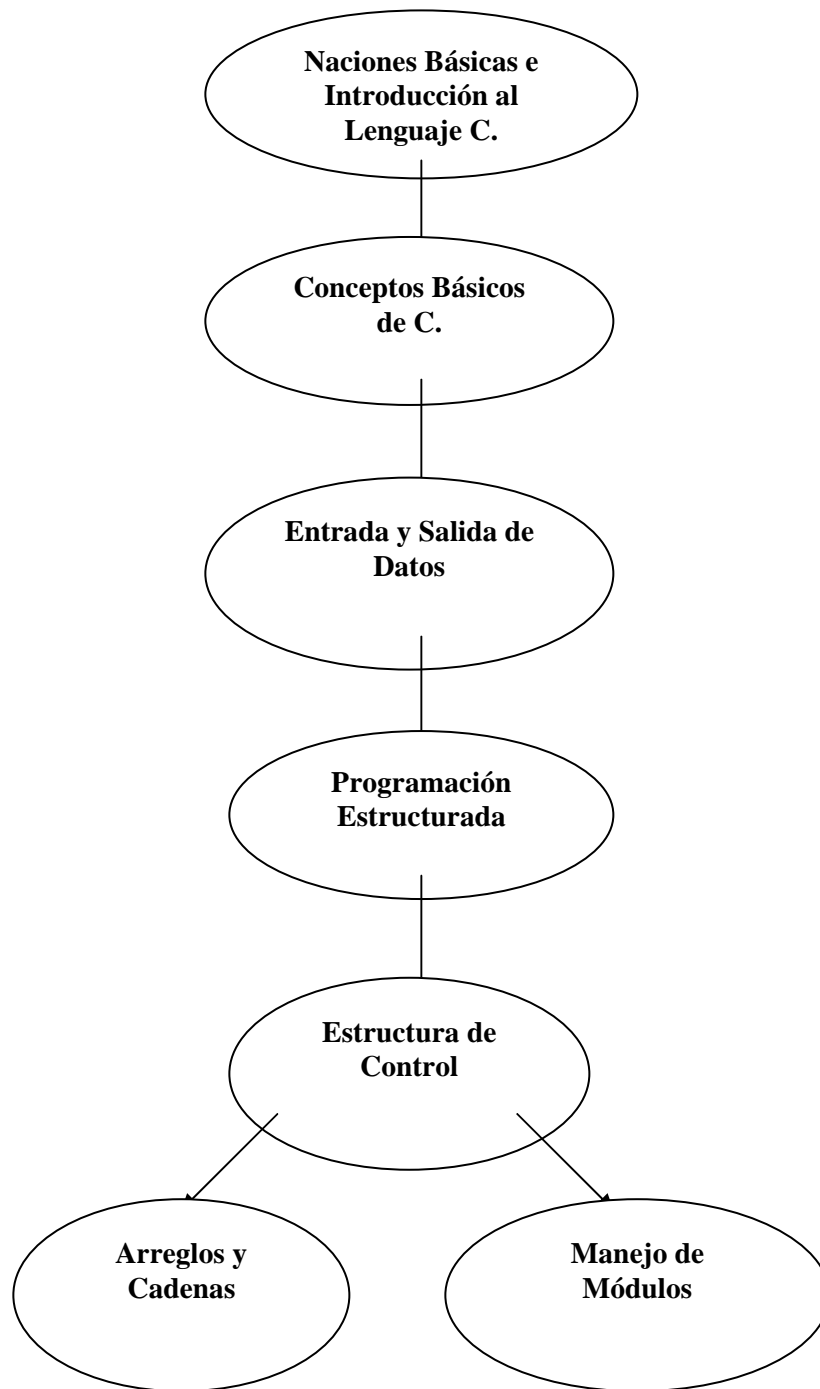 Naciones Básicas e
Introducción al
Lenguaje C.
Conceptos Básicos
de C.
Entrada y Salida de
Datos
Programación
Estructurada
Estructura de
Control
Arreglos y
Cadenas
Manejo de
Módulos